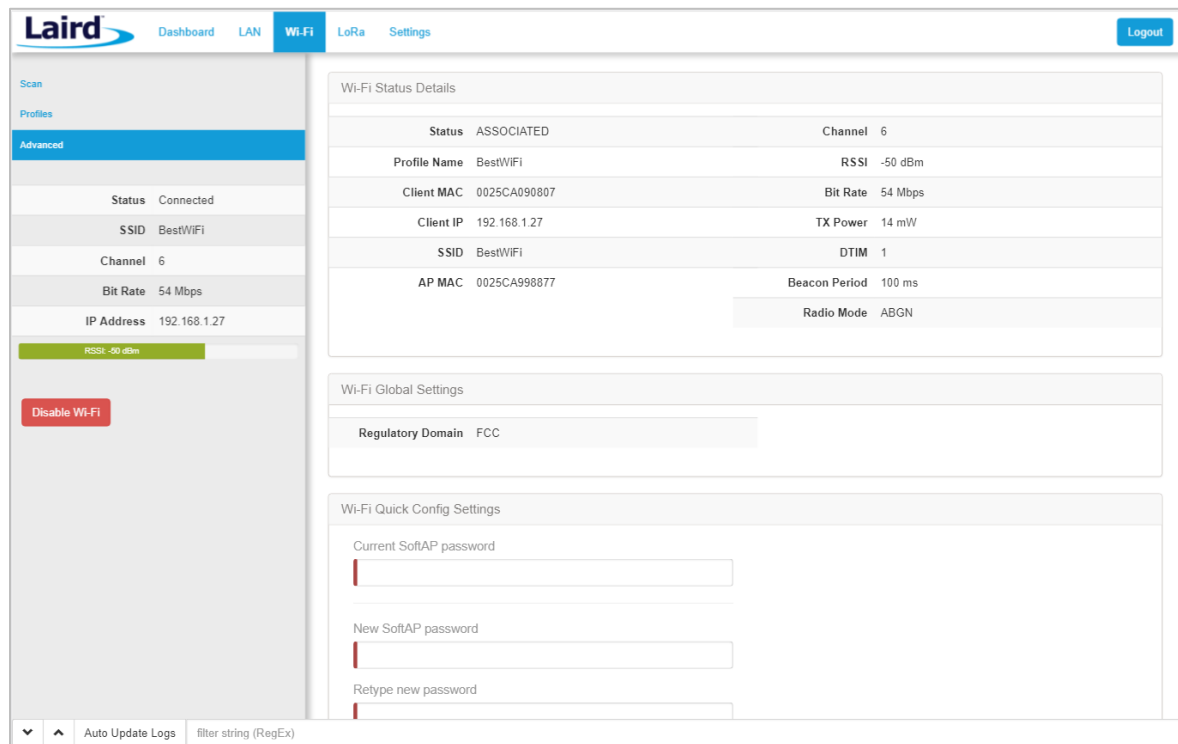 Laird Dashboard LAN Wi-Fi LoRa Settings Logout
Scan
Profiles
Advanced
Status Connected
SSID BestWiFi
Channel 6
Bit Rate 54 Mbps
IP Address 192.168.1.27
RSSI: -50 dBm
Disable Wi-Fi
Wi-Fi Status Details
Status ASSOCIATED Channel 6
Profile Name BestWiFi RSSI -50 dBm
Client MAC 0025CA090807 Bit Rate 54 Mbps
Client IP 192.168.1.27 TX Power 14 mW
SSID BestWiFi DTIM 1
AP MAC 0025CA998877 Beacon Period 100 ms
Radio Mode ABGN
Wi-Fi Global Settings
Regulatory Domain FCC
Wi-Fi Quick Config Settings
Current SoftAP password
New SoftAP password
Retype new password
Auto Update Logs filter string (RegEx)